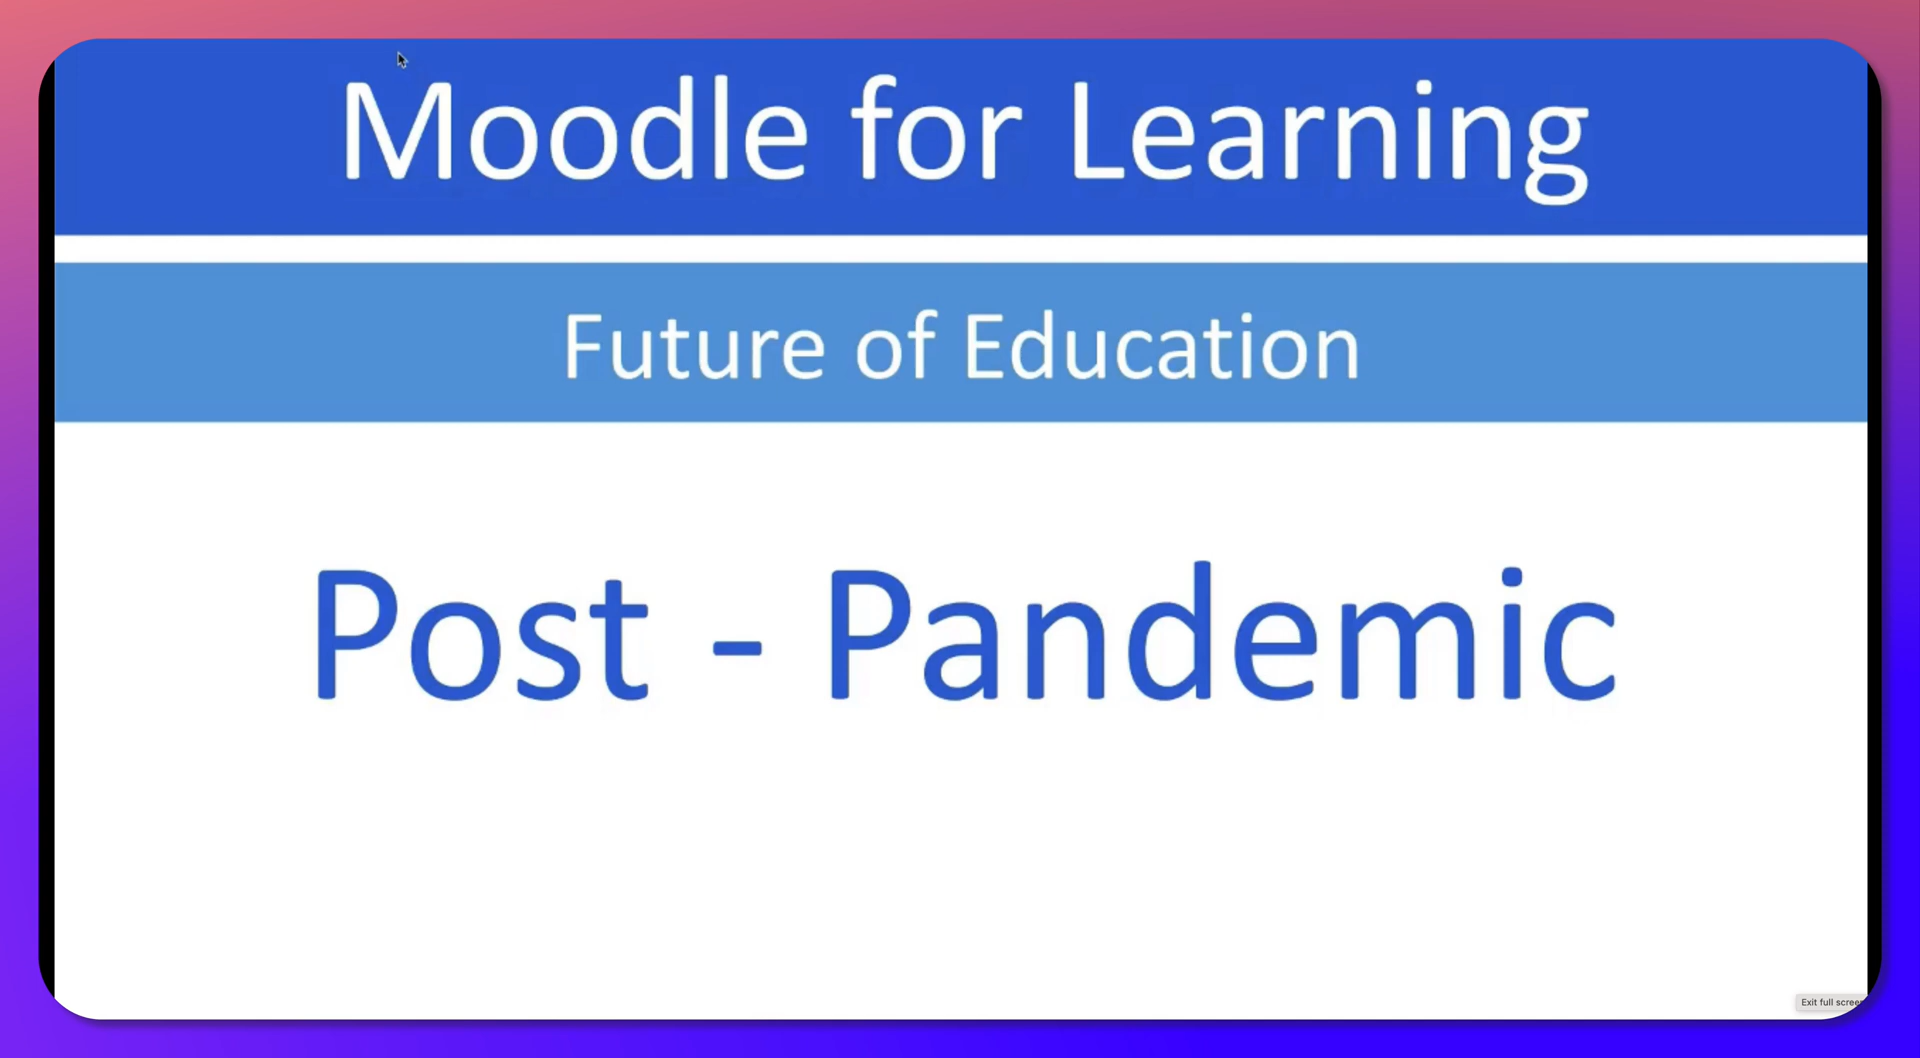 Moodle for Learning
Future of Education
Post - Pandemic
Exit full screen